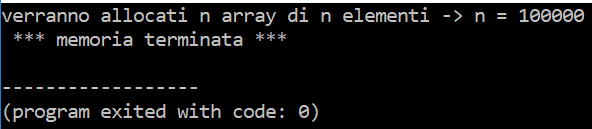 verranno allocati n array di n elementi -> n = 100000
*** memoria terminata ***
------------------
(program exited with code: 0)